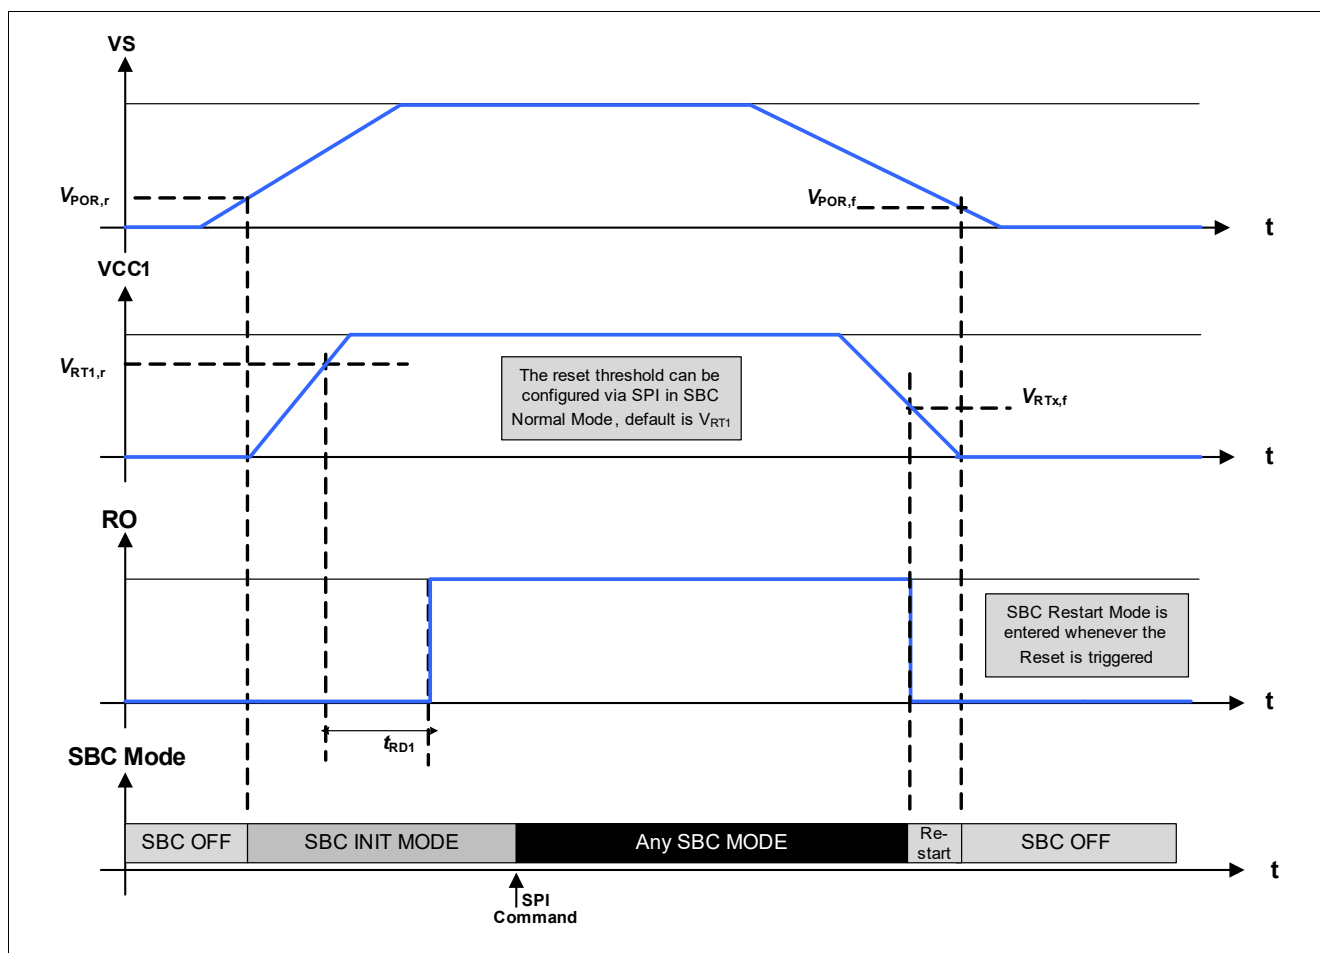 VS
VPOR,r
VPOR,f
t
VCC1
VRT1,r
The reset threshold can be
configured via SPI in SBC
Normal Mode, default is VRT1
VRTx,f
t
RO
SBC Restart Mode is
entered whenever the
Reset is triggered
t
tRD1
SBC Mode
SBC OFF
SBC INIT MODE
Any SBC MODE
Re-
start
SBC OFF
t
SPI
Command